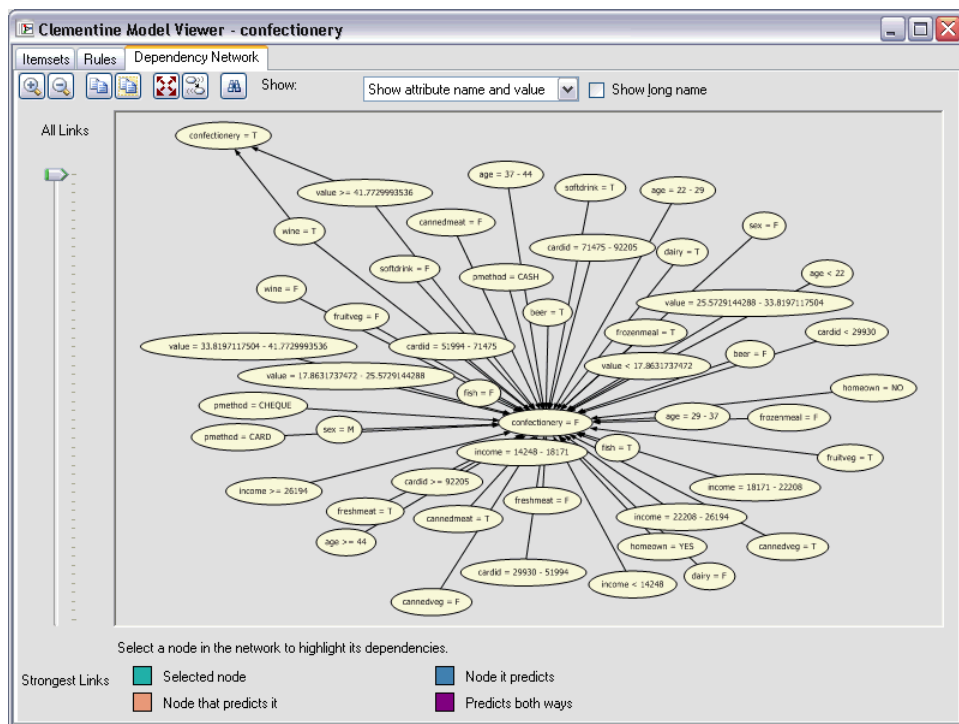 Clementine Model Viewer - confectionery
Itemsets Rules Dependency Network
Show: Show attribute name and value Show long name
All Links
confectionery = T
age = 37 - 44
softdrink = T
age = 22 - 29
value >= 41.7729993536
cannedmeat = F
sex = F
wine = T
cardid = 71475 - 92205
dairy = T
softdrink = F
pmethod = CASH
age < 22
wine = F
value = 25.5729144288 - 33.8197117504
beer = T
fruitveg = F
frozenmeal = T
cardid < 29930
value = 33.8197117504 - 41.7729993536
cardid = 51994 - 71475
beer = F
value < 17.8631737472
value = 17.8631737472 - 25.5729144288
homeown = NO
fish = F
pmethod = CHEQUE
age = 29 - 37
frozenmeal = F
confectionery = F
sex = M
pmethod = CARD
fish = T
income = 14248 - 18171
fruitveg = T
cardid >= 92205
income >= 26194
income = 18171 - 22208
freshmeat = F
freshmeat = T
cannedmeat = T
income = 22208 - 26194
age >= 44
homeown = YES
cannedveg = T
cardid = 29930 - 51994
dairy = F
income < 14248
cannedveg = F
Select a node in the network to highlight its dependencies.
Strongest Links
Selected node
Node it predicts
Node that predicts it
Predicts both ways